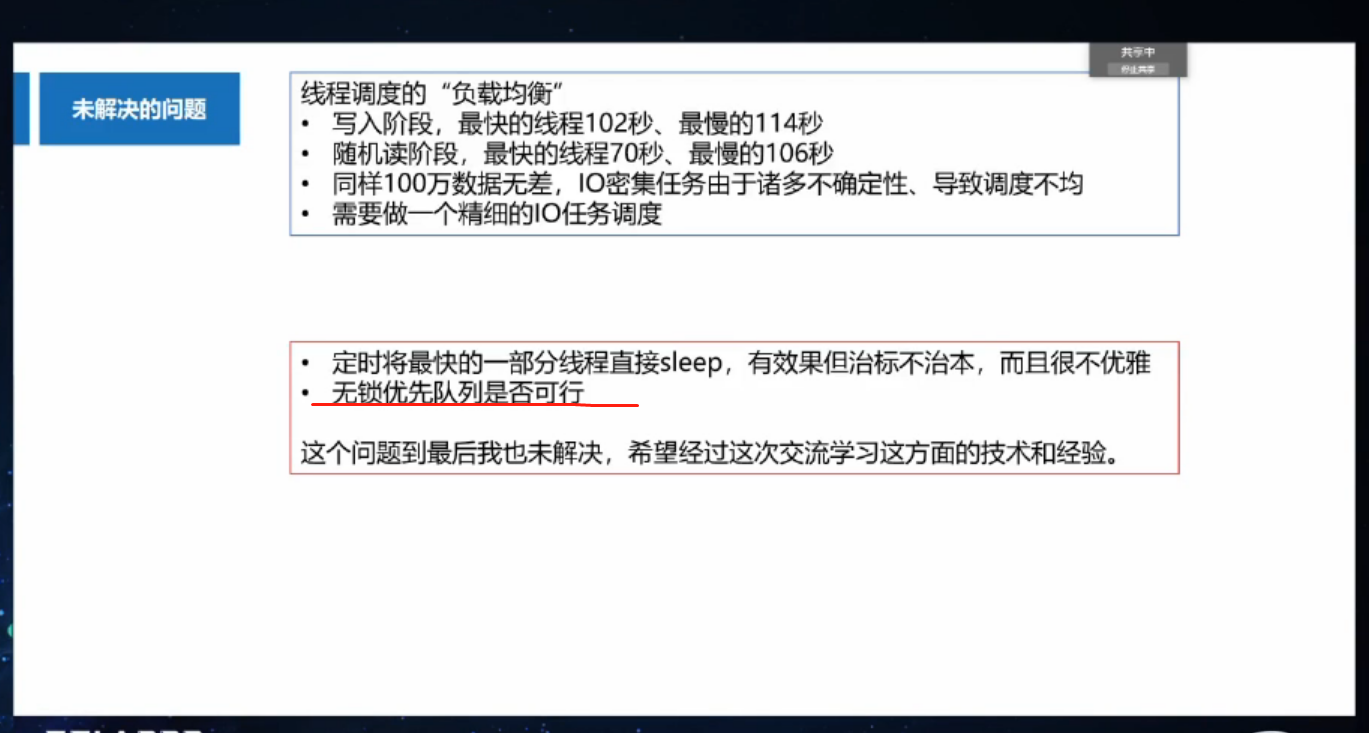 共享中
停止共享
未解决的问题
线程调度的“负载均衡”
• 写入阶段，最快的线程102秒、最慢的114秒
• 随机读阶段，最快的线程70秒、最慢的106秒
• 同样100万数据无差，IO密集任务由于诸多不确定性、导致调度不均
• 需要做一个精细的IO任务调度
• 定时将最快的一部分线程直接sleep，有效果但治标不治本，而且很不优雅
• 无锁优先队列是否可行
这个问题到最后我也未解决，希望经过这次交流学习这方面的技术和经验。